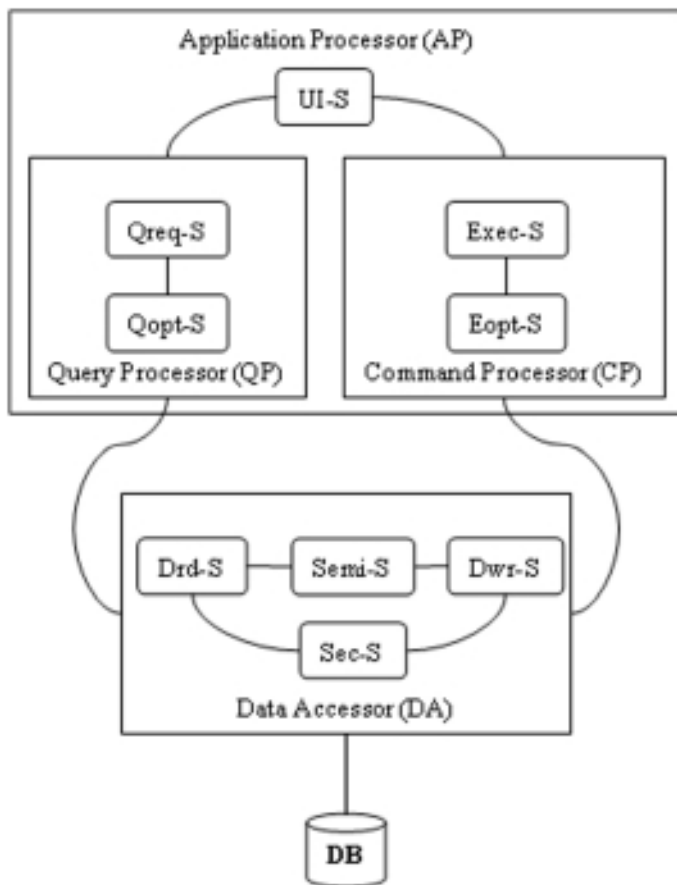 Application Processor (AP)
UI-S
Qreq-S
Exec-S
Qopt-S
Eopt-S
Query Processor (QP)
Command Processor (CP)
Drd-S
Semi-S
Dwr-S
Sec-S
Data Accessor (DA)
DB